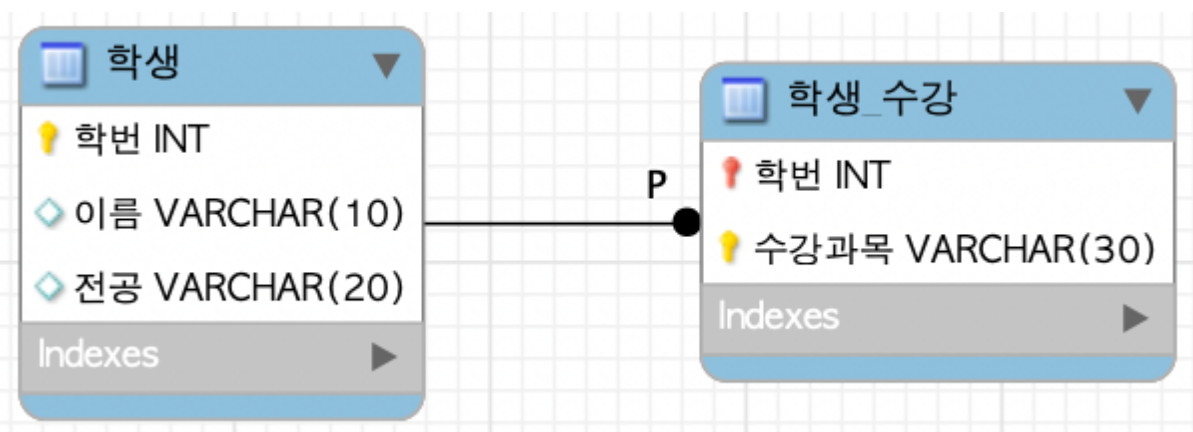 학생
학번 INT
이름 VARCHAR(10)
전공 VARCHAR(20)
Indexes
P
학생_수강
학번 INT
수강과목 VARCHAR(30)
Indexes